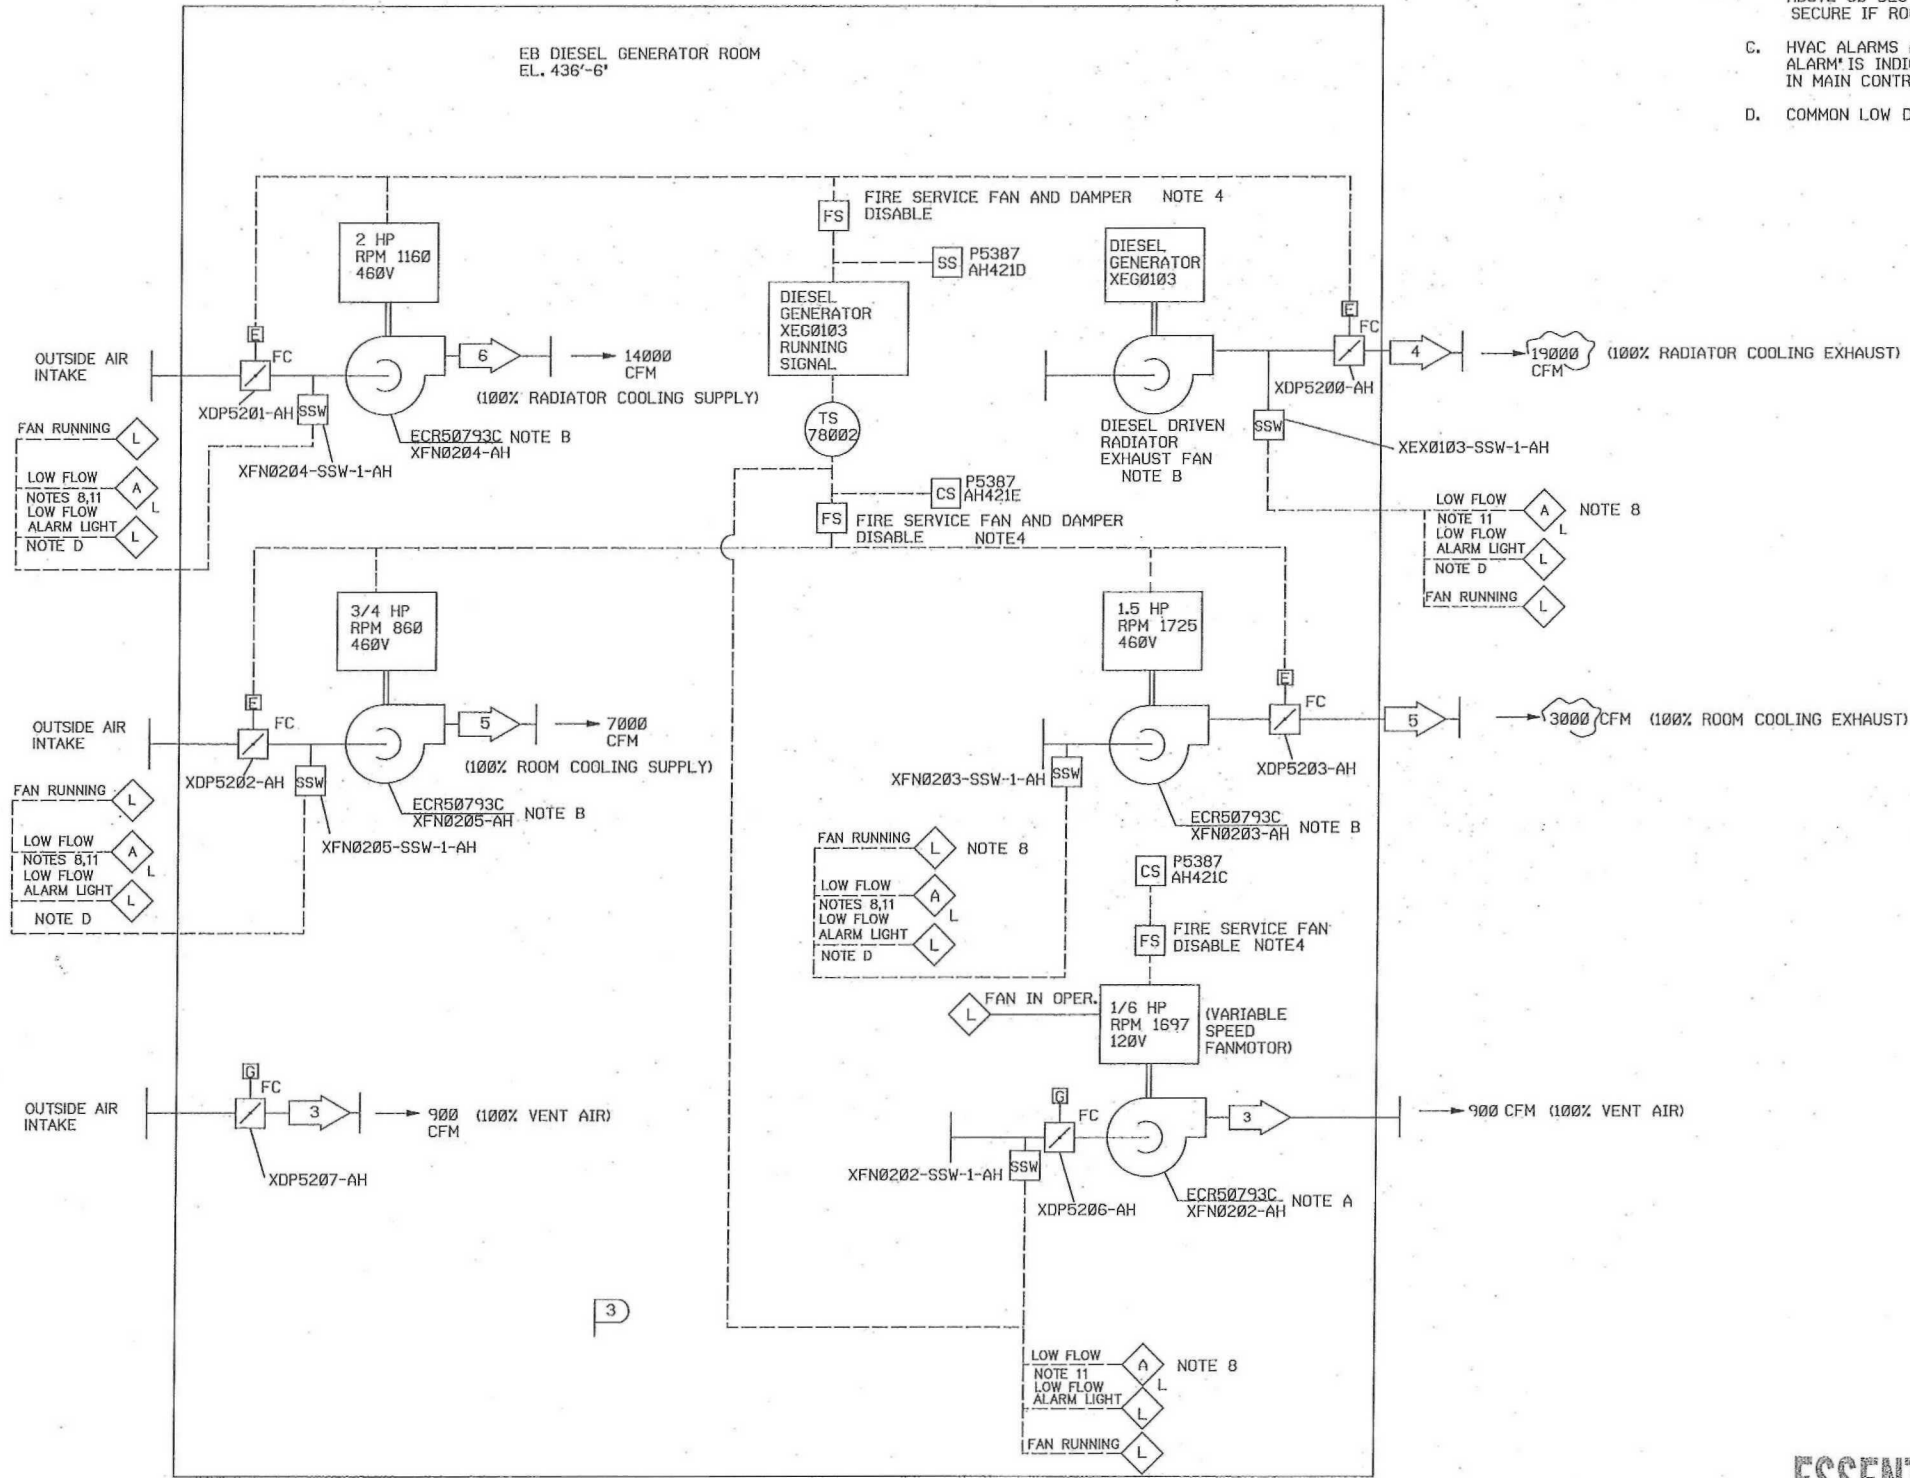 SECURE IF RO
C. HVAC ALARMS
ALARM" IS INDI
IN MAIN CONTR
D. COMMON LOW D
EB DIESEL GENERATOR ROOM
EL. 436'-6"
FIRE SERVICE FAN AND DAMPER NOTE 4
DISABLE
FS
SS
P5387
AH421D
2 HP
RPM 1160
460V
DIESEL
GENERATOR
XEG0103
RUNNING
SIGNAL
DIESEL
GENERATOR
XEG0103
E
FC
E
FC
OUTSIDE AIR
INTAKE
6
14000
CFM
(100% RADIATOR COOLING SUPPLY)
4
19000
CFM
(100% RADIATOR COOLING EXHAUST)
XDP5201-AH
SSW
XDP5200-AH
TS
78002
DIESEL DRIVEN
RADIATOR
EXHAUST FAN
NOTE B
SSW
XEX0103-SSW-1-AH
ECR50793C
XFN0204-AH
NOTE B
XFN0204-SSW-1-AH
FAN RUNNING
L
LOW FLOW
A
L
NOTES 8,11
LOW FLOW
ALARM LIGHT
L
NOTE D
CS
P5387
AH421E
FS
FIRE SERVICE FAN AND DAMPER
DISABLE NOTE4
LOW FLOW
A
L
NOTE 8
NOTE 11
LOW FLOW
ALARM LIGHT
L
NOTE D
FAN RUNNING
L
3/4 HP
RPM 860
460V
1.5 HP
RPM 1725
460V
E
FC
E
FC
OUTSIDE AIR
INTAKE
5
7000
CFM
(100% ROOM COOLING SUPPLY)
5
3000 CFM (100% ROOM COOLING EXHAUST)
XDP5202-AH
SSW
XFN0203-SSW-1-AH
SSW
XDP5203-AH
ECR50793C
XFN0205-AH
NOTE B
XFN0205-SSW-1-AH
ECR50793C
XFN0203-AH
NOTE B
FAN RUNNING
L
LOW FLOW
A
L
NOTES 8,11
LOW FLOW
ALARM LIGHT
L
NOTE D
FAN RUNNING
L
NOTE 8
LOW FLOW
A
L
NOTES 8,11
LOW FLOW
ALARM LIGHT
L
NOTE D
CS
P5387
AH421C
FS
FIRE SERVICE FAN
DISABLE NOTE4
FAN IN OPER.
L
1/6 HP
RPM 1697
120V
(VARIABLE
SPEED
FANMOTOR)
G
FC
G
FC
OUTSIDE AIR
INTAKE
3
900
CFM
(100% VENT AIR)
3
900 CFM (100% VENT AIR)
XDP5207-AH
XFN0202-SSW-1-AH
SSW
XDP5206-AH
ECR50793C
XFN0202-AH
NOTE A
3
LOW FLOW
A
L
NOTE 8
NOTE 11
LOW FLOW
ALARM LIGHT
L
FAN RUNNING
L